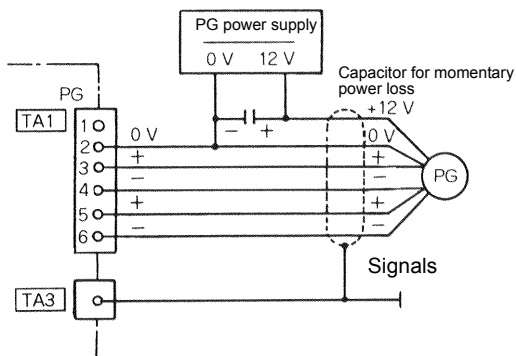 PG power supply
0 V 12 V
Capacitor for momentary
power loss
PG
TA1
1
+12 V
− +
2 0 V 0 V
3 + +
4 − −
PG
5 + +
6 − −
Signals
TA3